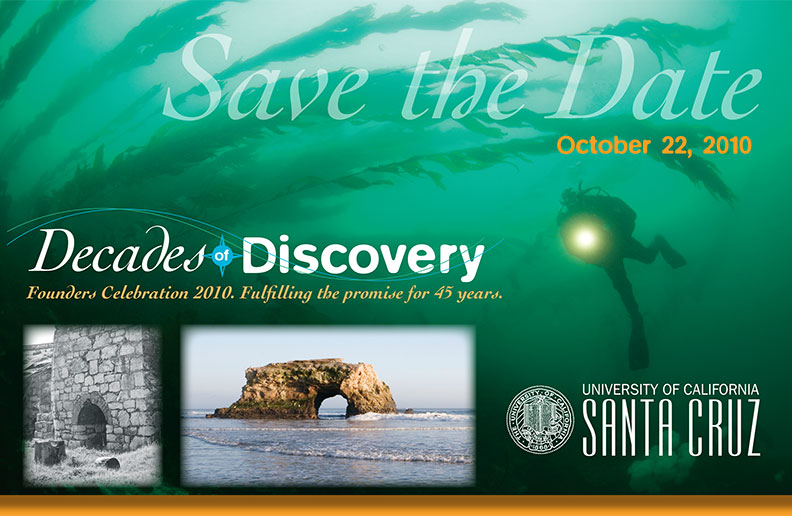 Save the Date
October 22, 2010
Decades of Discovery
Founders Celebration 2010. Fulfilling the promise for 45 years.
UNIVERSITY OF CALIFORNIA
SANTA CRUZ